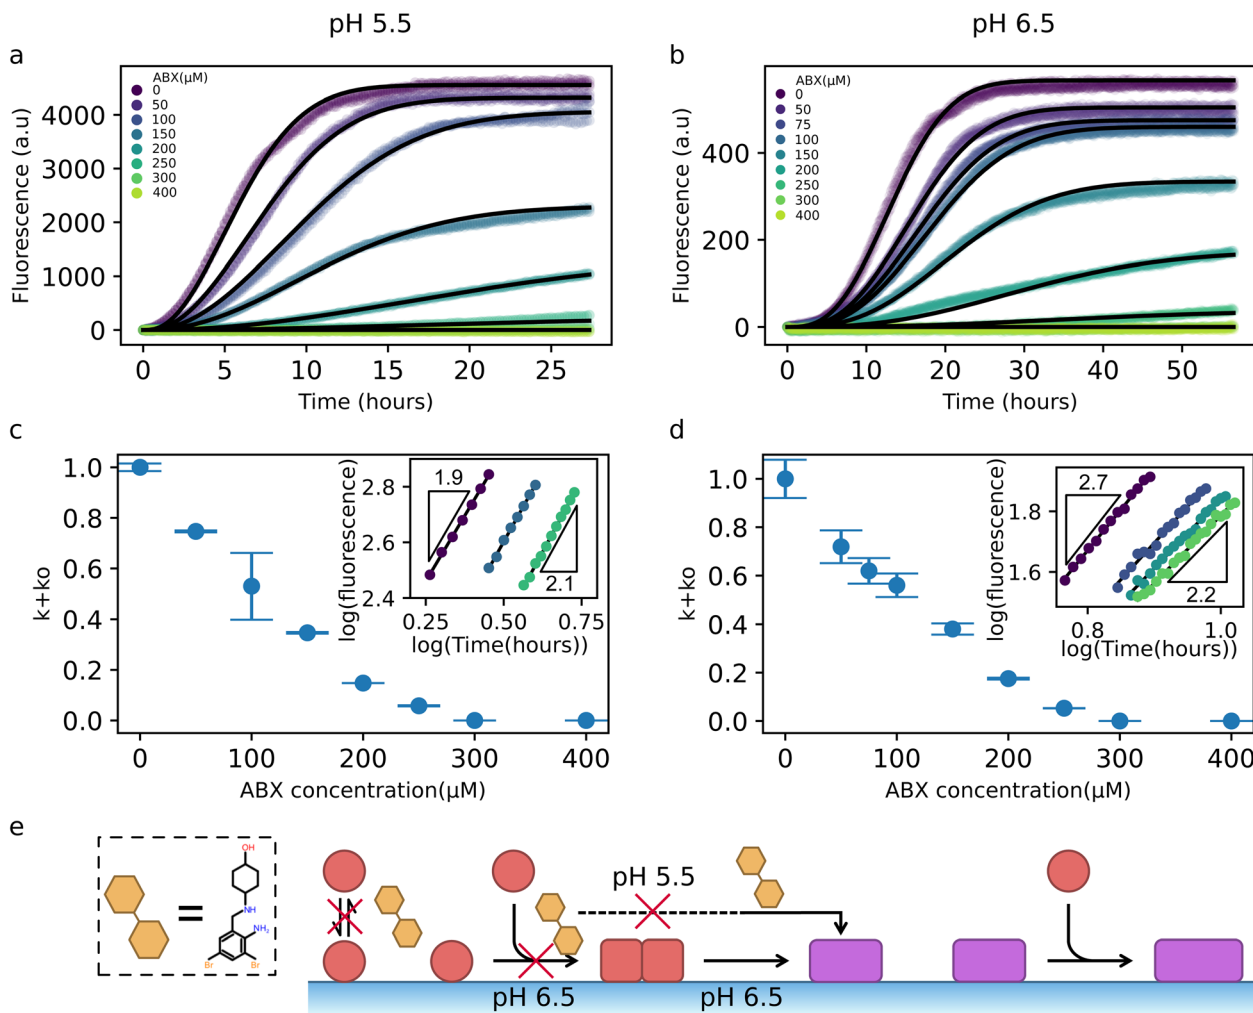 pH 5.5
pH 6.5
a
b
ABX(µM)
0
50
100
150
200
250
300
400
4000
3000
2000
1000
0
Fluorescence (a.u)
0 5 10 15 20 25
Time (hours)
ABX(µM)
0
50
75
100
150
200
250
300
400
400
200
0
Fluorescence (a.u)
0 10 20 30 40 50
Time (hours)
c
d
1.0
0.8
0.6
0.4
0.2
0.0
k+ko
0 100 200 300 400
ABX concentration(µM)
log(fluorescence)
2.8
2.6
2.4
1.9
2.1
0.25 0.50 0.75
log(Time(hours))
1.0
0.8
0.6
0.4
0.2
0.0
k+ko
0 100 200 300 400
ABX concentration(µM)
log(fluorescence)
1.8
1.6
2.7
2.2
0.8 1.0
log(Time(hours))
e
OH
NH
NH₂
Br Br
=
pH 5.5
pH 6.5 pH 6.5